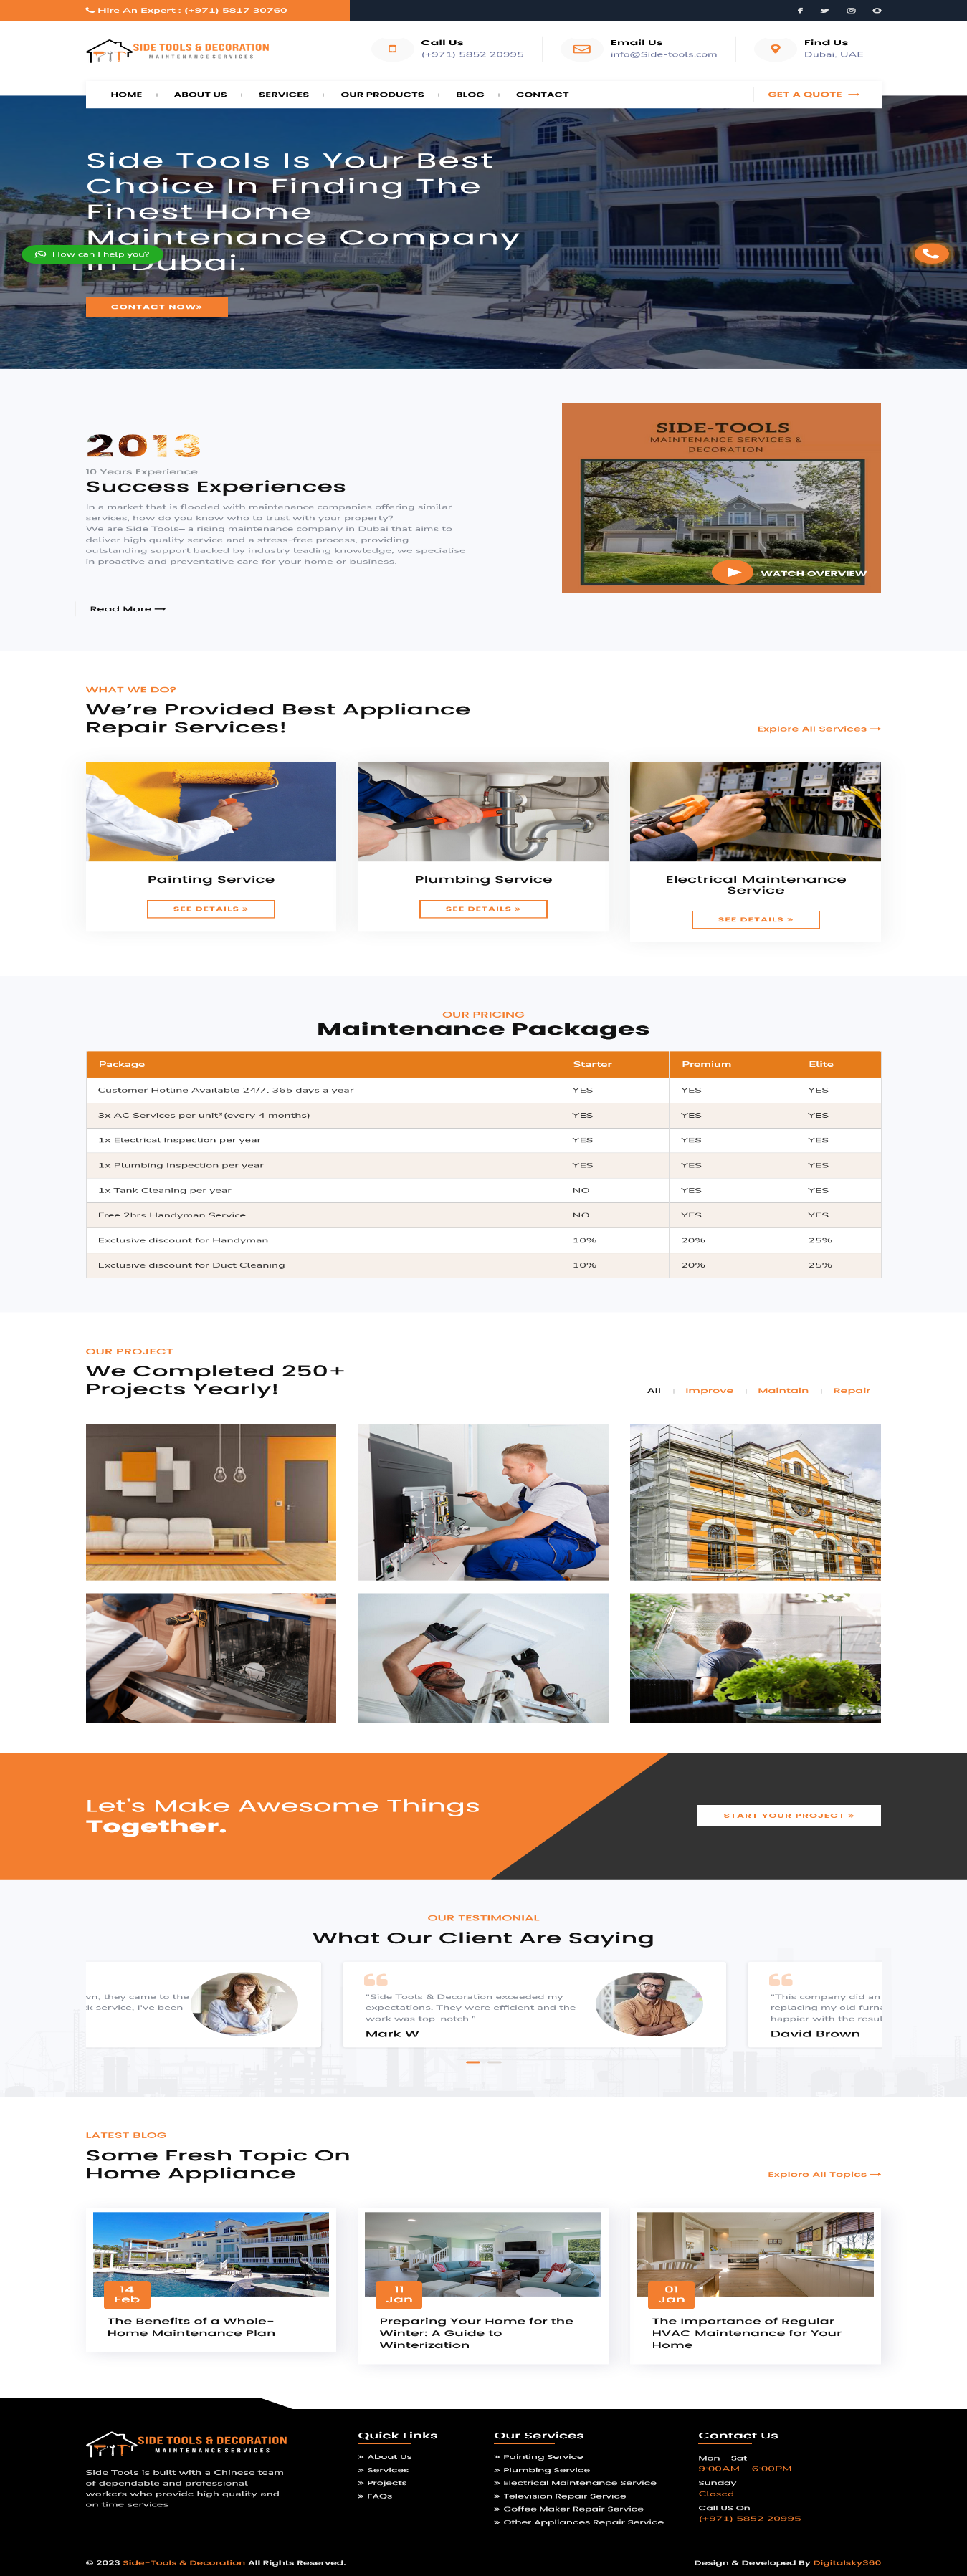 Hire An Expert : (+971) 5817 30760
SIDE TOOLS & DECORATION
MAINTENANCE SERVICES
Call Us
(+971) 5852 20995
Email Us
info@Side-tools.com
Find Us
Dubai, UAE
HOME ABOUT US SERVICES OUR PRODUCTS BLOG CONTACT
GET A QUOTE
Side Tools Is Your Best
Choice In Finding The
Finest Home
Maintenance Company
In Dubai.
How can I help you?
CONTACT NOW»
2013
10 Years Experience
Success Experiences
In a market that is flooded with maintenance companies offering similar
services, how do you know who to trust with your property?
We are Side Tools– a rising maintenance company in Dubai that aims to
deliver high quality service and a stress-free process, providing
outstanding support backed by industry leading knowledge, we specialise
in proactive and preventative care for your home or business.
Read More
SIDE-TOOLS
MAINTENANCE SERVICES &
DECORATION
WATCH OVERVIEW
WHAT WE DO?
We're Provided Best Appliance
Repair Services!
Explore All Services
Painting Service
SEE DETAILS »
Plumbing Service
SEE DETAILS »
Electrical Maintenance
Service
SEE DETAILS »
OUR PRICING
Maintenance Packages
Package Starter Premium Elite
Customer Hotline Available 24/7, 365 days a year YES YES YES
3x AC Services per unit*(every 4 months) YES YES YES
1x Electrical Inspection per year YES YES YES
1x Plumbing Inspection per year YES YES YES
1x Tank Cleaning per year NO YES YES
Free 2hrs Handyman Service NO YES YES
Exclusive discount for Handyman 10% 20% 25%
Exclusive discount for Duct Cleaning 10% 20% 25%
OUR PROJECT
We Completed 250+
Projects Yearly!
All Improve Maintain Repair
Let's Make Awesome Things
Together.
START YOUR PROJECT »
OUR TESTIMONIAL
What Our Client Are Saying
vn, they came to the
k service, I've been
"Side Tools & Decoration exceeded my
expectations. They were efficient and the
work was top-notch."
Mark W
"This company did an
replacing my old furna
happier with the resul
David Brown
LATEST BLOG
Some Fresh Topic On
Home Appliance
Explore All Topics
14
Feb
The Benefits of a Whole-
Home Maintenance Plan
11
Jan
Preparing Your Home for the
Winter: A Guide to
Winterization
01
Jan
The Importance of Regular
HVAC Maintenance for Your
Home
SIDE TOOLS & DECORATION
MAINTENANCE SERVICES
Side Tools is built with a Chinese team
of dependable and professional
workers who provide high quality and
on time services
Quick Links
» About Us
» Services
» Projects
» FAQs
Our Services
» Painting Service
» Plumbing Service
» Electrical Maintenance Service
» Television Repair Service
» Coffee Maker Repair Service
» Other Appliances Repair Service
Contact Us
Mon – Sat
9:00AM – 6:00PM
Sunday
Closed
Call US On
(+971) 5852 20995
© 2023 Side-Tools & Decoration All Rights Reserved.
Design & Developed By Digitalsky360